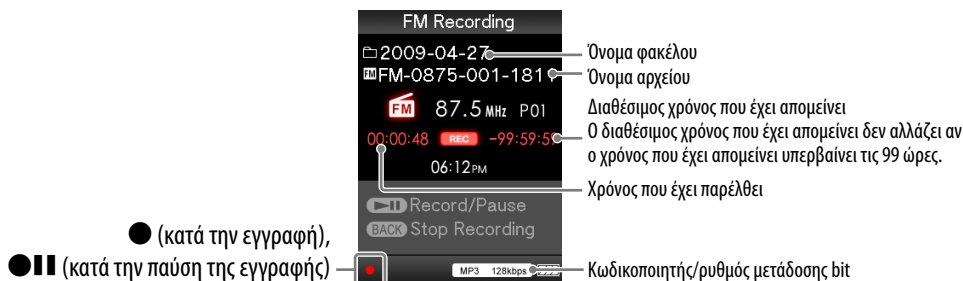 FM Recording
2009-04-27
FM-0875-001-181
FM 87.5 MHz P01
00:00:48 REC -99:59:59
06:12PM
Record/Pause
BACK Stop Recording
MP3 128kbps
Όνομα φακέλου
Όνομα αρχείου
Διαθέσιμος χρόνος που έχει απομείνει
Ο διαθέσιμος χρόνος που έχει απομείνει δεν αλλάζει αν
ο χρόνος που έχει απομείνει υπερβαίνει τις 99 ώρες.
Χρόνος που έχει παρέλθει
Κωδικοποιητής/ρυθμός μετάδοσης bit
● (κατά την εγγραφή),
●II (κατά την παύση της εγγραφής)